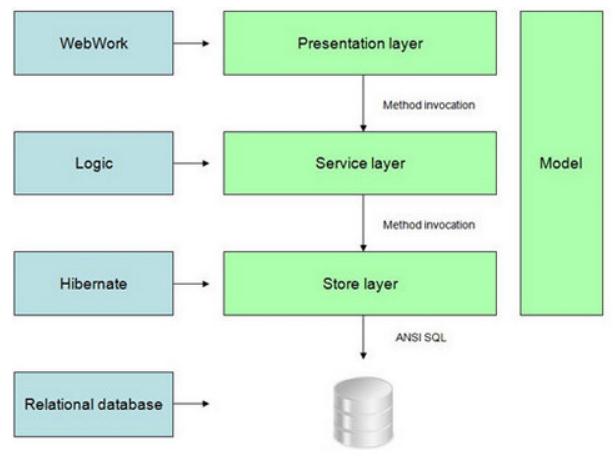 WebWork
Presentation layer
Method invocation
Logic
Service layer
Model
Method invocation
Hibernate
Store layer
ANSI SQL
Relational database